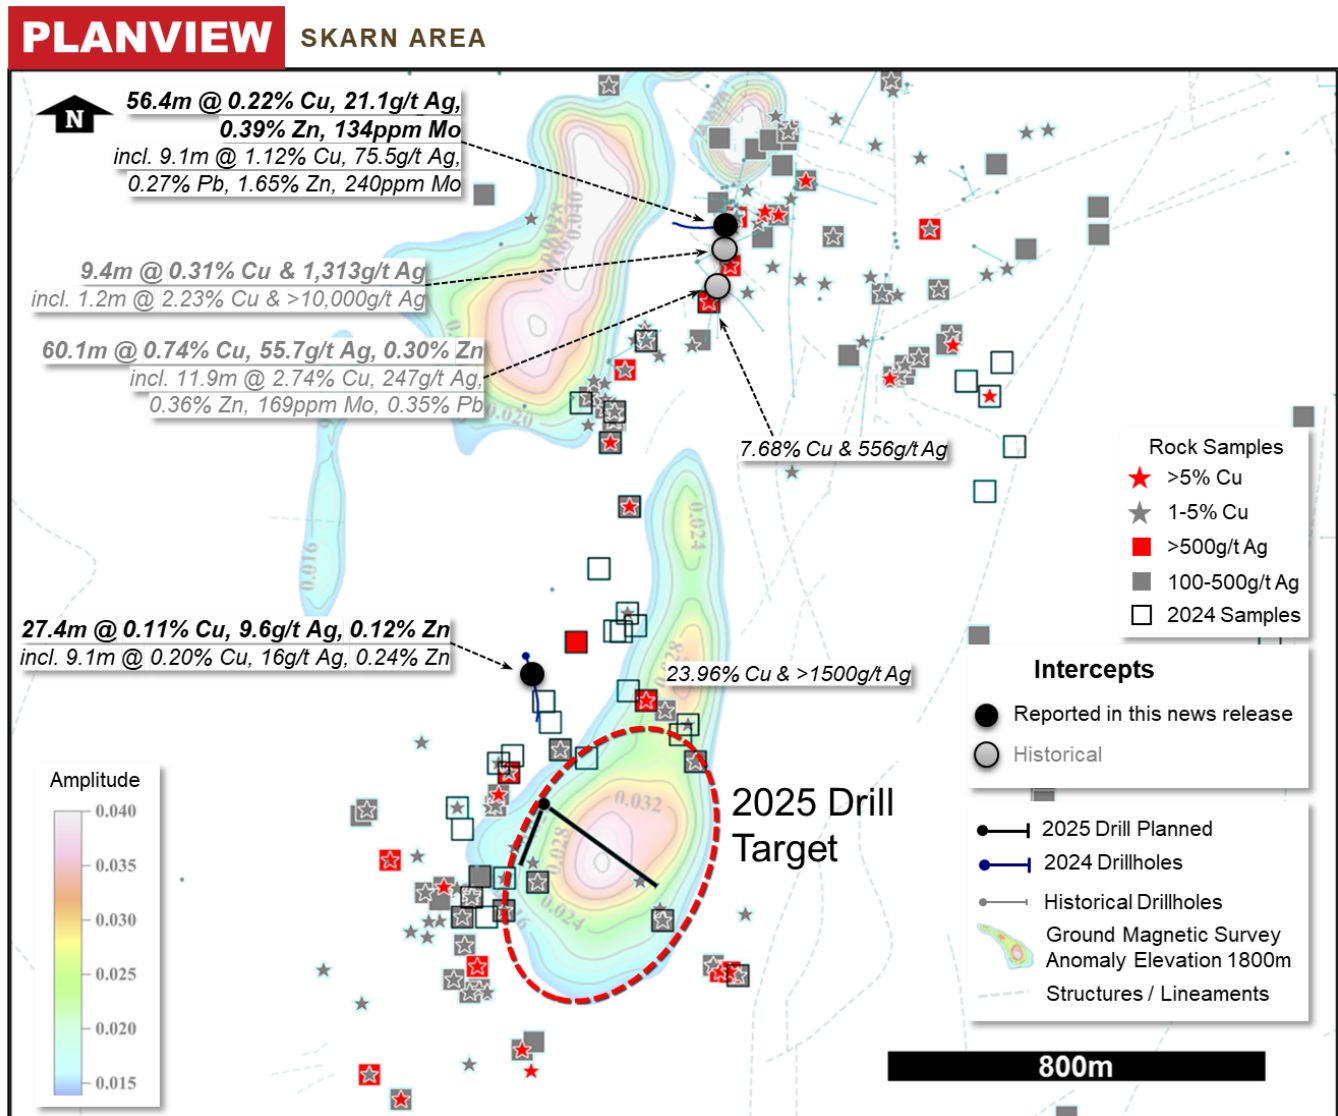 PLANVIEW SKARN AREA
N
56.4m @ 0.22% Cu, 21.1g/t Ag,
0.39% Zn, 134ppm Mo
incl. 9.1m @ 1.12% Cu, 75.5g/t Ag,
0.27% Pb, 1.65% Zn, 240ppm Mo
9.4m @ 0.31% Cu & 1,313g/t Ag
incl. 1.2m @ 2.23% Cu & >10,000g/t Ag
60.1m @ 0.74% Cu, 55.7g/t Ag, 0.30% Zn
incl. 11.9m @ 2.74% Cu, 247g/t Ag,
0.36% Zn, 169ppm Mo, 0.35% Pb
0.040
0.020
7.68% Cu & 556g/t Ag
Rock Samples
>5% Cu
1-5% Cu
>500g/t Ag
100-500g/t Ag
2024 Samples
0.024
0.016
27.4m @ 0.11% Cu, 9.6g/t Ag, 0.12% Zn
incl. 9.1m @ 0.20% Cu, 16g/t Ag, 0.24% Zn
23.96% Cu & >1500g/t Ag
Intercepts
Reported in this news release
Historical
2025 Drill
Target
0.032
0.028
0.024
Amplitude
0.040
0.035
0.030
0.025
0.020
0.015
2025 Drill Planned
2024 Drillholes
Historical Drillholes
Ground Magnetic Survey
Anomaly Elevation 1800m
Structures / Lineaments
800m